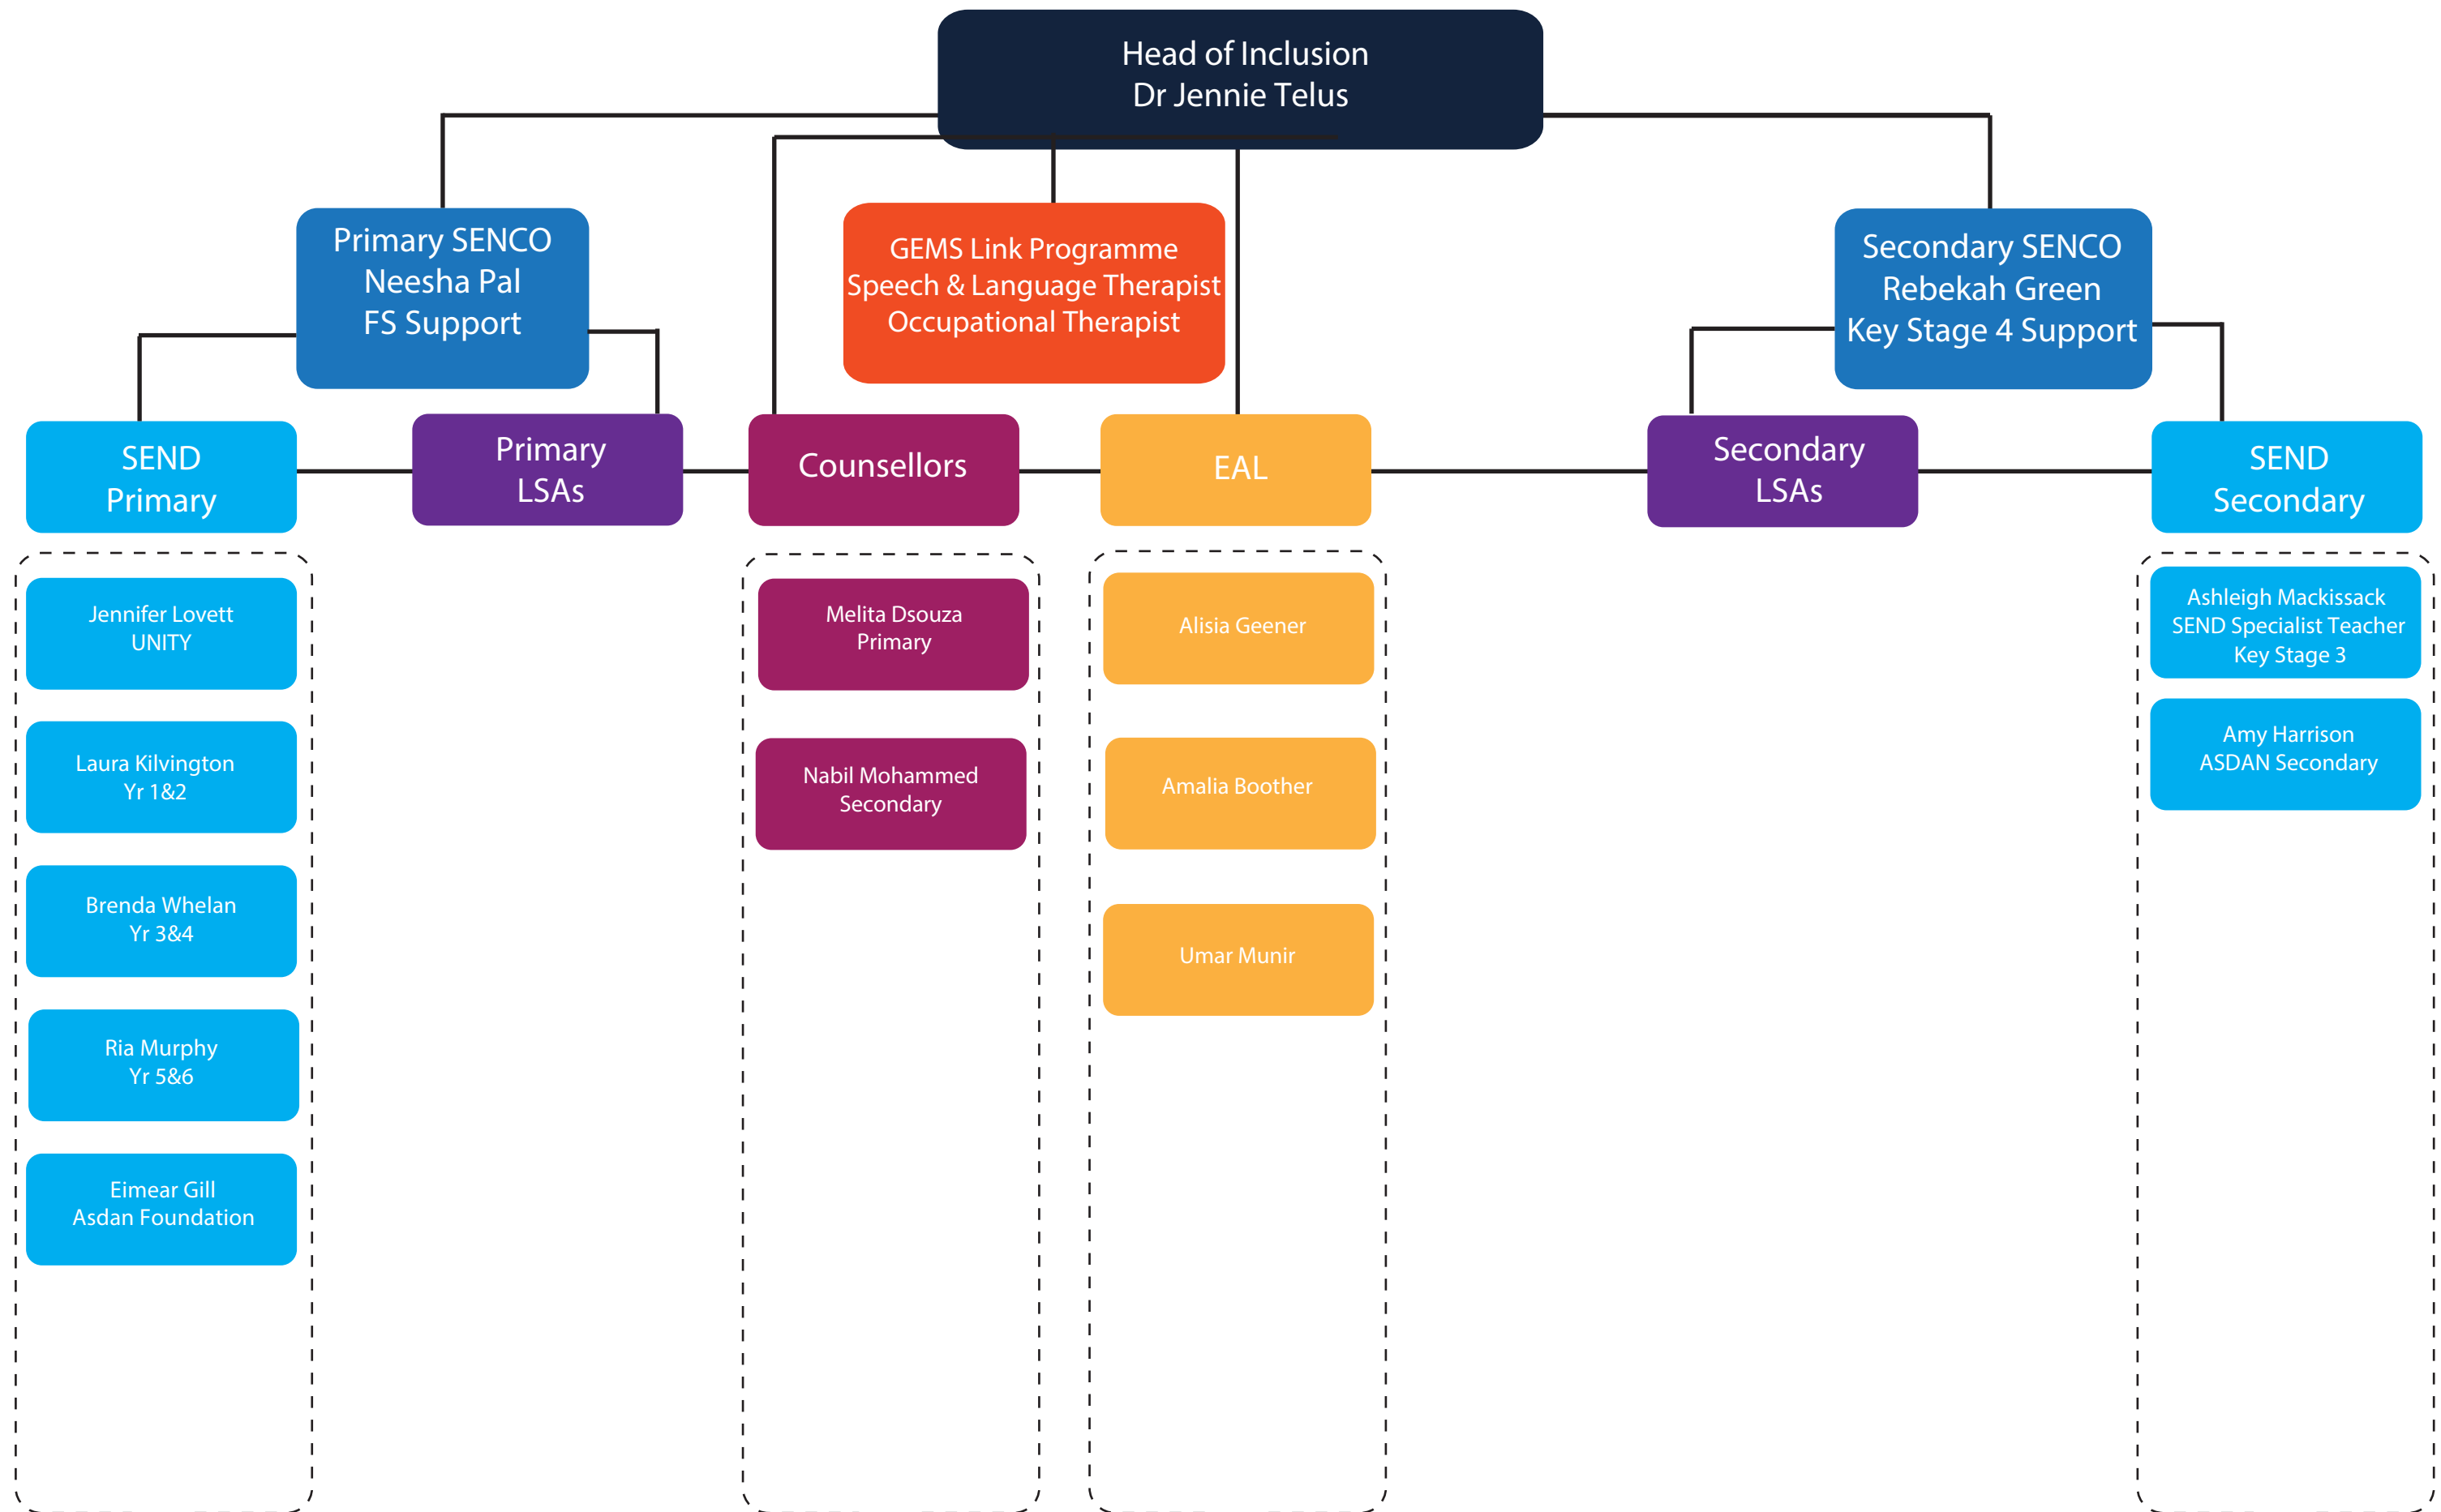 Head of Inclusion
Dr Jennie Telus
Primary SENCO
Neesha Pal
FS Support
GEMS Link Programme
Speech & Language Therapist
Occupational Therapist
Secondary SENCO
Rebekah Green
Key Stage 4 Support
SEND
Primary
Primary
LSAs
Counsellors
EAL
Secondary
LSAs
SEND
Secondary
Jennifer Lovett
UNITY
Laura Kilvington
Yr 1&2
Brenda Whelan
Yr 3&4
Ria Murphy
Yr 5&6
Eimear Gill
Asdan Foundation
Melita Dsouza
Primary
Nabil Mohammed
Secondary
Alisia Geener
Amalia Boother
Umar Munir
Ashleigh Mackissack
SEND Specialist Teacher
Key Stage 3
Amy Harrison
ASDAN Secondary